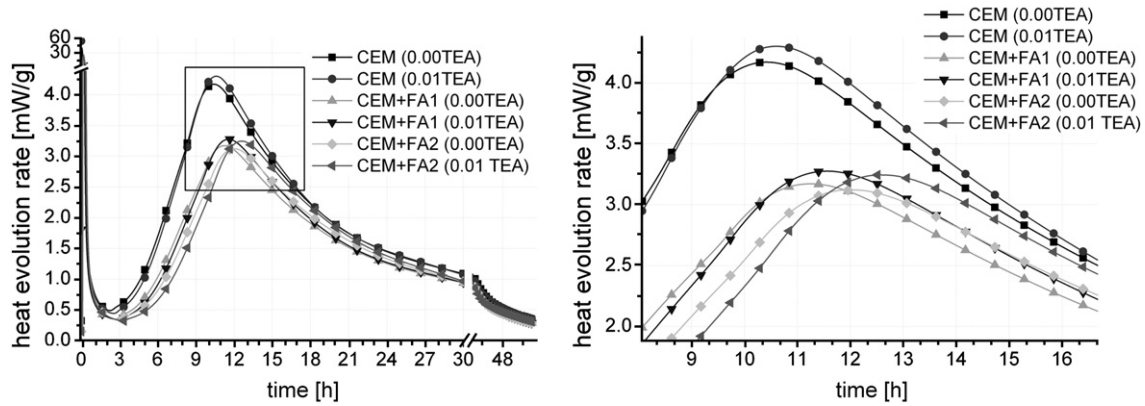 heat evolution rate [mW/g]
60
30
4.0
3.5
3.0
2.5
2.0
1.5
1.0
0.5
0.0
0 3 6 9 12 15 18 21 24 27 30 48
time [h]
CEM (0.00TEA)
CEM (0.01TEA)
CEM+FA1 (0.00TEA)
CEM+FA1 (0.01TEA)
CEM+FA2 (0.00TEA)
CEM+FA2 (0.01 TEA)
heat evolution rate [mW/g]
4.0
3.5
3.0
2.5
2.0
9 10 11 12 13 14 15 16
time [h]
CEM (0.00TEA)
CEM (0.01TEA)
CEM+FA1 (0.00TEA)
CEM+FA1 (0.01TEA)
CEM+FA2 (0.00TEA)
CEM+FA2 (0.01 TEA)